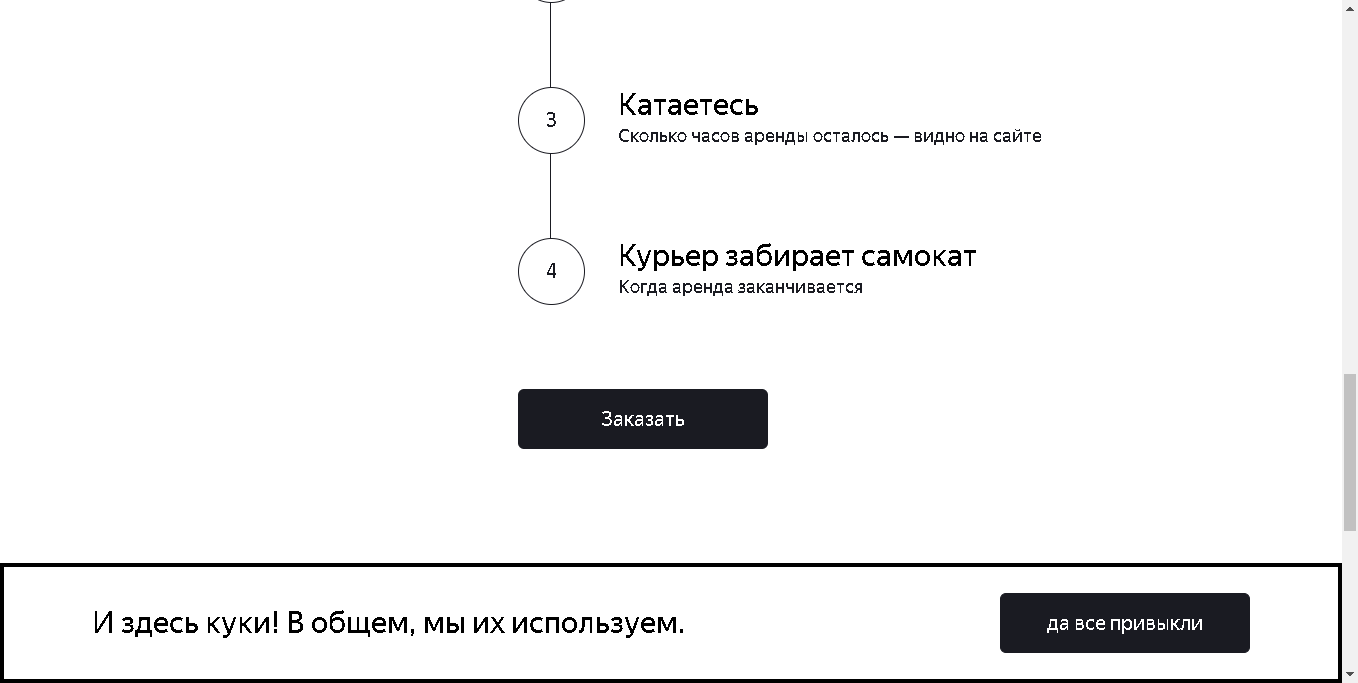 3
Катаетесь
Сколько часов аренды осталось — видно на сайте
4
Курьер забирает самокат
Когда аренда заканчивается
Заказать
И здесь куки! В общем, мы их используем.
да все привыкли